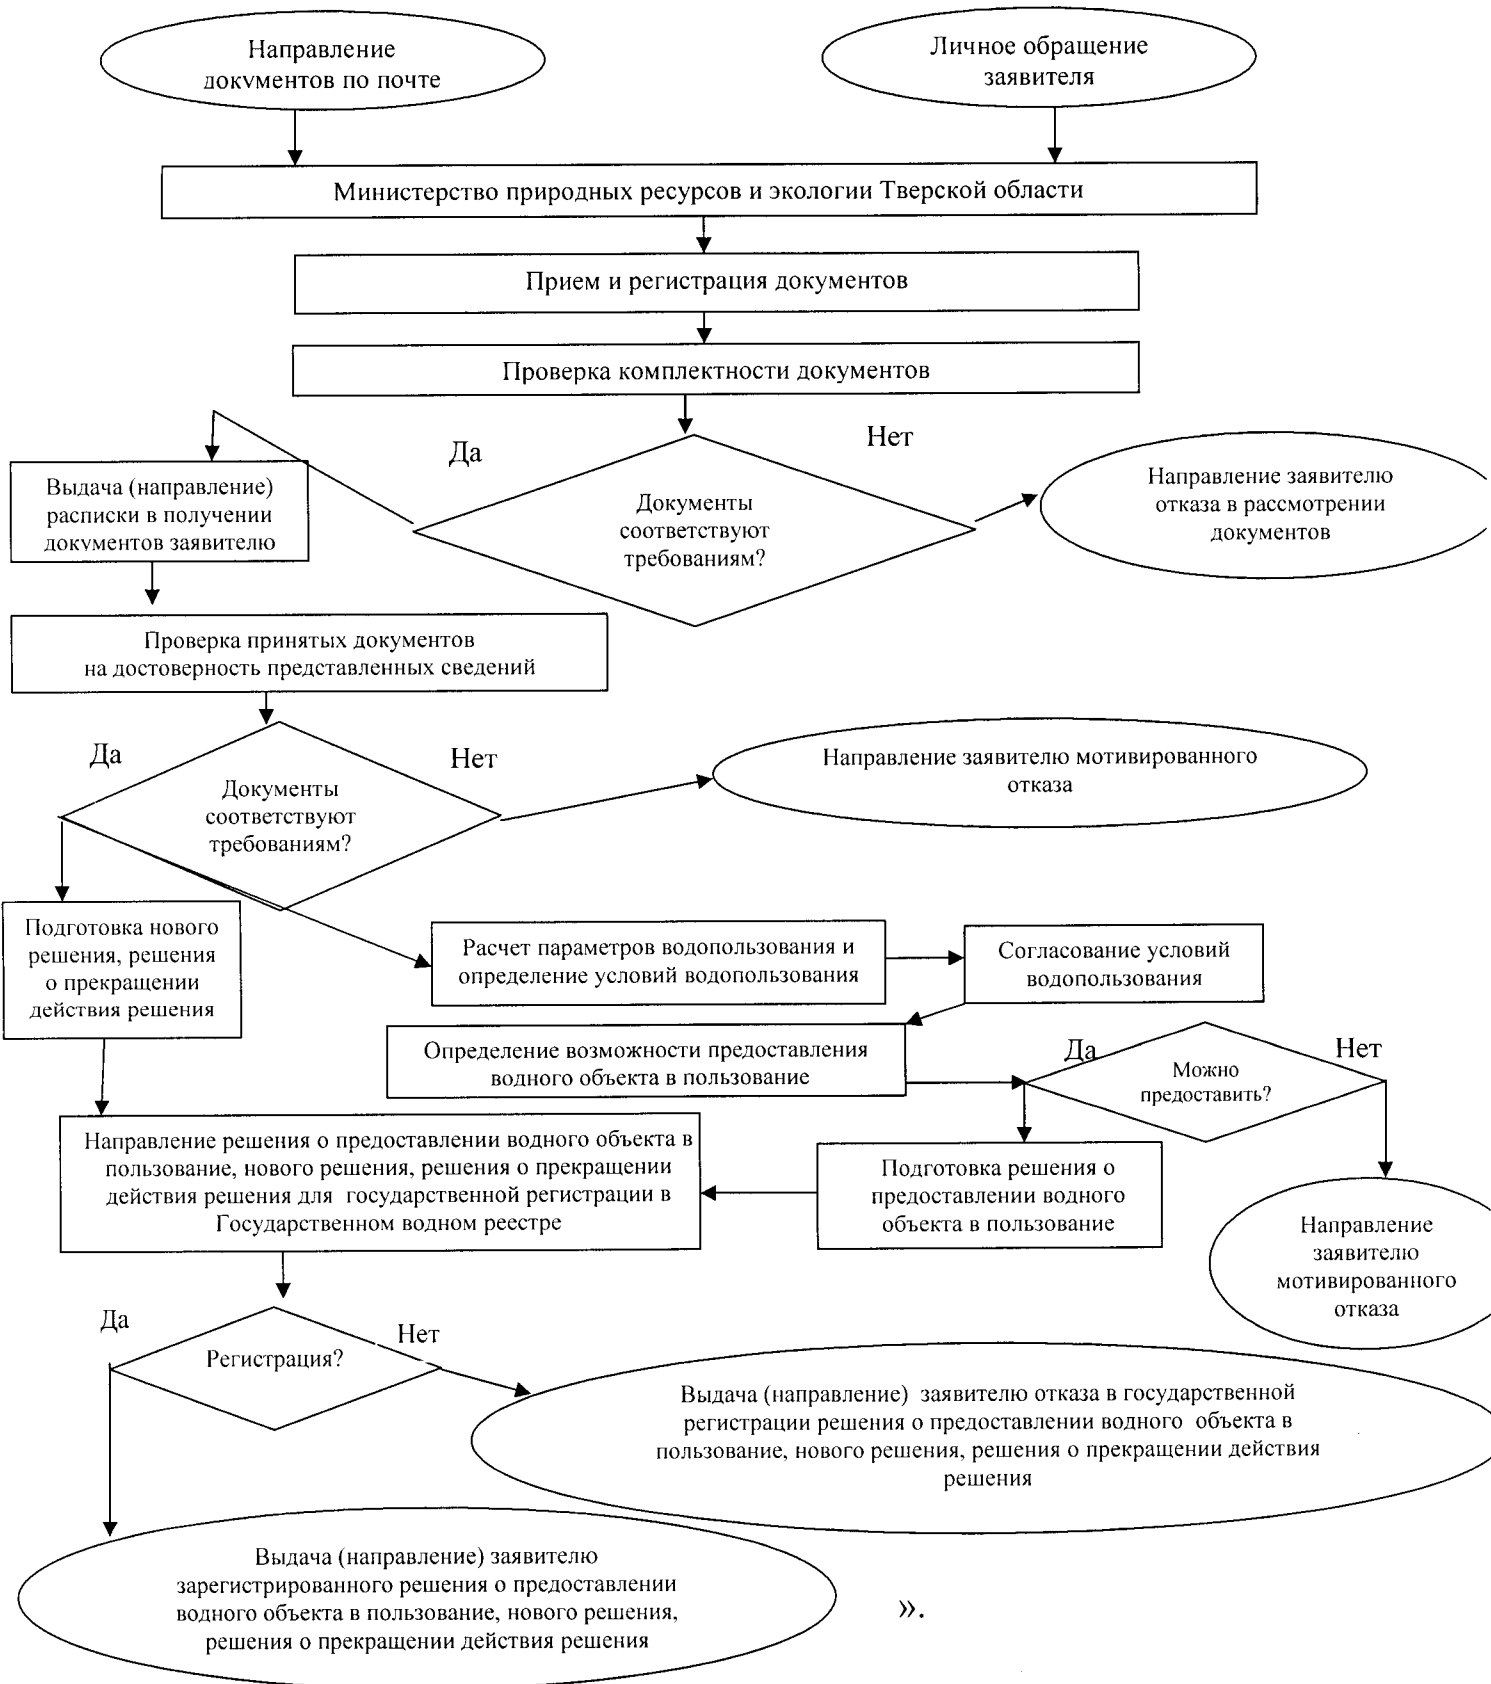 Направление
документов по почте
Личное обращение
заявителя
Министерство природных ресурсов и экологии Тверской области
Прием и регистрация документов
Проверка комплектности документов
Да
Нет
Выдача (направление)
расписки в получении
документов заявителю
Документы
соответствуют
требованиям?
Направление заявителю
отказа в рассмотрении
документов
Проверка принятых документов
на достоверность представленных сведений
Да
Нет
Документы
соответствуют
требованиям?
Направление заявителю мотивированного
отказа
Подготовка нового
решения, решения
о прекращении
действия решения
Расчет параметров водопользования и
определение условий водопользования
Согласование условий
водопользования
Определение возможности предоставления
водного объекта в пользование
Да
Нет
Можно
предоставить?
Направление решения о предоставлении водного объекта в
пользование, нового решения, решения о прекращении
действия решения для государственной регистрации в
Государственном водном реестре
Подготовка решения о
предоставлении водного
объекта в пользование
Направление
заявителю
мотивированного
отказа
Да
Нет
Регистрация?
Выдача (направление) заявителю отказа в государственной
регистрации решения о предоставлении водного объекта в
пользование, нового решения, решения о прекращении действия
решения
Выдача (направление) заявителю
зарегистрированного решения о предоставлении
водного объекта в пользование, нового решения,
решения о прекращении действия решения
».